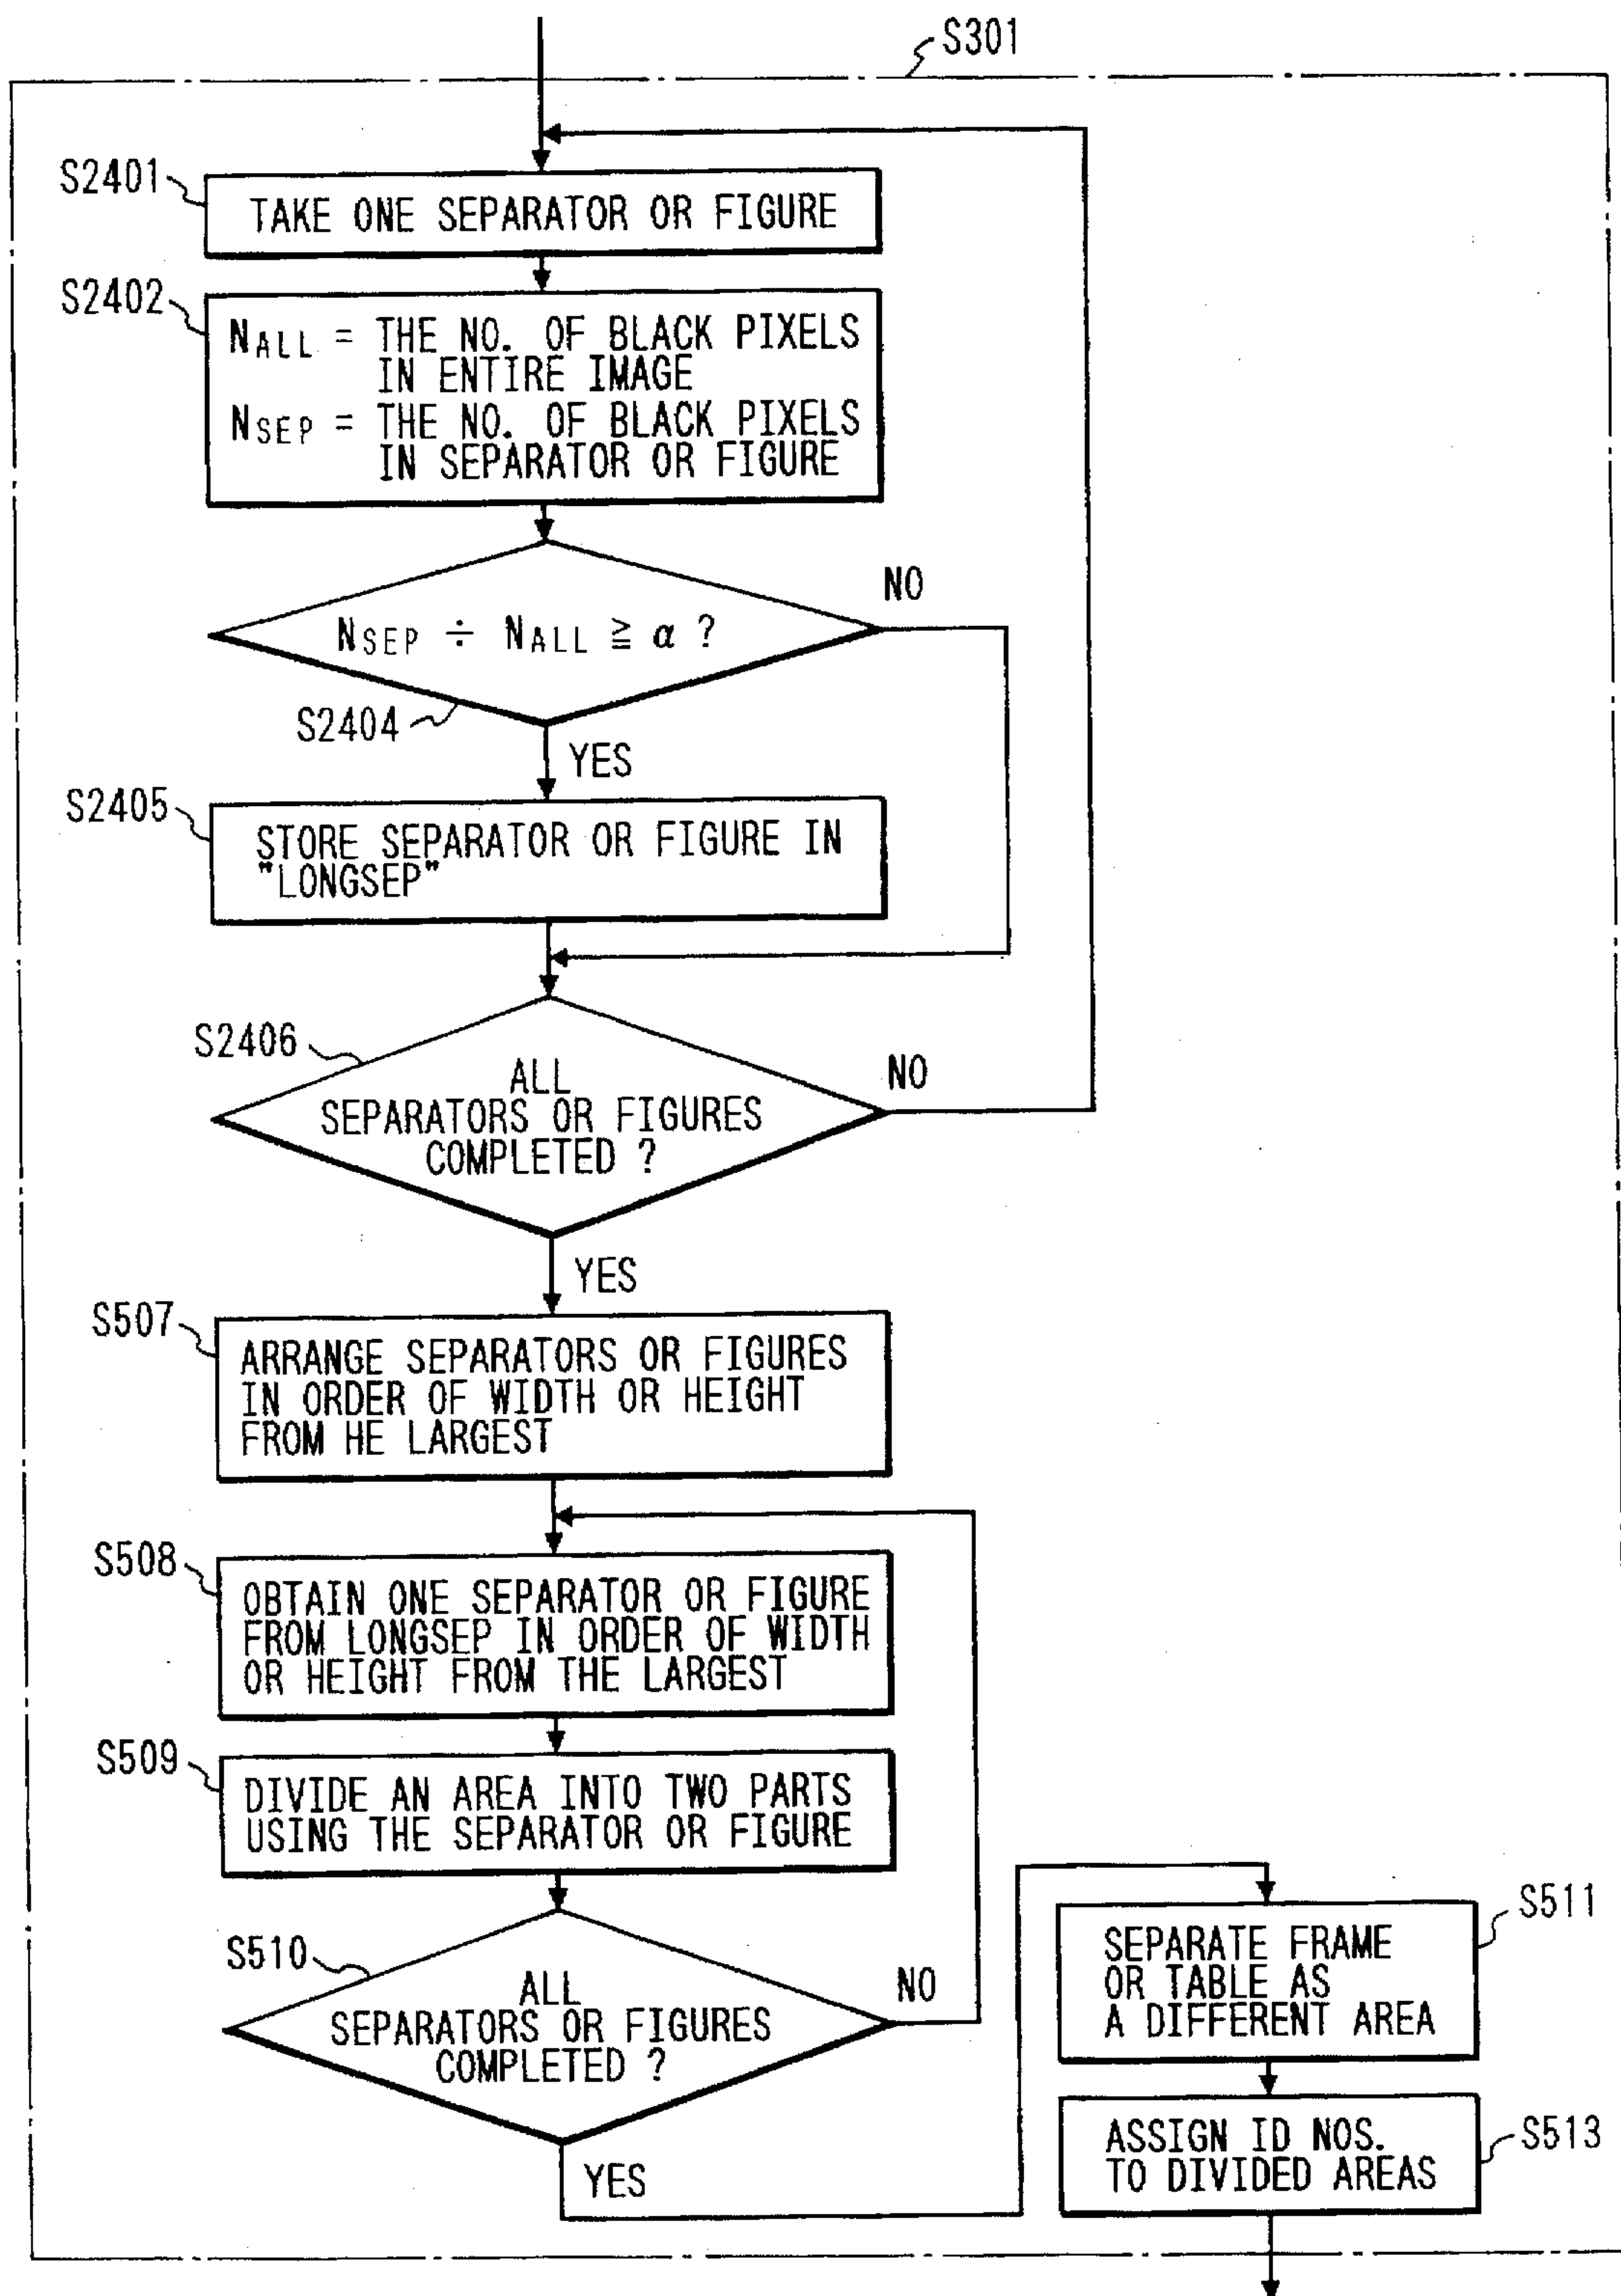 S301
S2401
TAKE ONE SEPARATOR OR FIGURE
S2402
NALL = THE NO. OF BLACK PIXELS
IN ENTIRE IMAGE
NSEP = THE NO. OF BLACK PIXELS
IN SEPARATOR OR FIGURE
NSEP ÷ NALL ≧ α ?
NO
S2404
YES
S2405
STORE SEPARATOR OR FIGURE IN
"LONGSEP"
S2406
ALL
SEPARATORS OR FIGURES
COMPLETED ?
NO
YES
S507
ARRANGE SEPARATORS OR FIGURES
IN ORDER OF WIDTH OR HEIGHT
FROM HE LARGEST
S508
OBTAIN ONE SEPARATOR OR FIGURE
FROM LONGSEP IN ORDER OF WIDTH
OR HEIGHT FROM THE LARGEST
S509
DIVIDE AN AREA INTO TWO PARTS
USING THE SEPARATOR OR FIGURE
S510
ALL
SEPARATORS OR FIGURES
COMPLETED ?
NO
YES
S511
SEPARATE FRAME
OR TABLE AS
A DIFFERENT AREA
S513
ASSIGN ID NOS.
TO DIVIDED AREAS